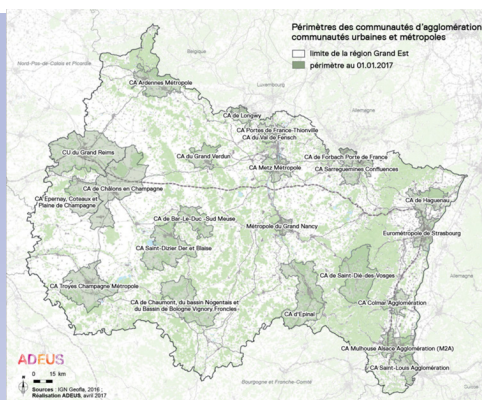 Périmètres des communautés d'agglomération
communautés urbaines et métropoles
limite de la région Grand Est
périmètre au 01.01.2017
Belgique
Nord-Pas-de-Calais et Picardie
Luxembourg
Allemagne
CA Ardennes Métropole
CA de Longwy
CA Portes de France-Thionville
CA du Val de Fensch
CU du Grand Reims
CA du Grand Verdun
CA de Forbach Porte de France
CA Metz Métropole
CA Sarreguemines Confluences
CA de Châlons en Champagne
CA Epernay, Coteaux et
Plaine de Champagne
CA de Haguenau
CA de Bar-Le-Duc -Sud Meuse
Métropole du Grand Nancy
Eurométropole de Strasbourg
CA Saint-Dizier Der et Blaise
CA de Saint-Dié-des-Vosges
Allemagne
CA Troyes Champagne Métropole
CA de Chaumont, du bassin Nogentais et
du Bassin de Bologne Vignory Froncles
CA d'Epinal
CA Colmar Agglomération
CA Mulhouse Alsace Agglomération (M2A)
CA Saint-Louis Agglomération
ADEUS
0 15 km
Bourgogne et Franche-Comté
Suisse
Sources : IGN Geofla, 2016 ;
Réalisation ADEUS, avril 2017